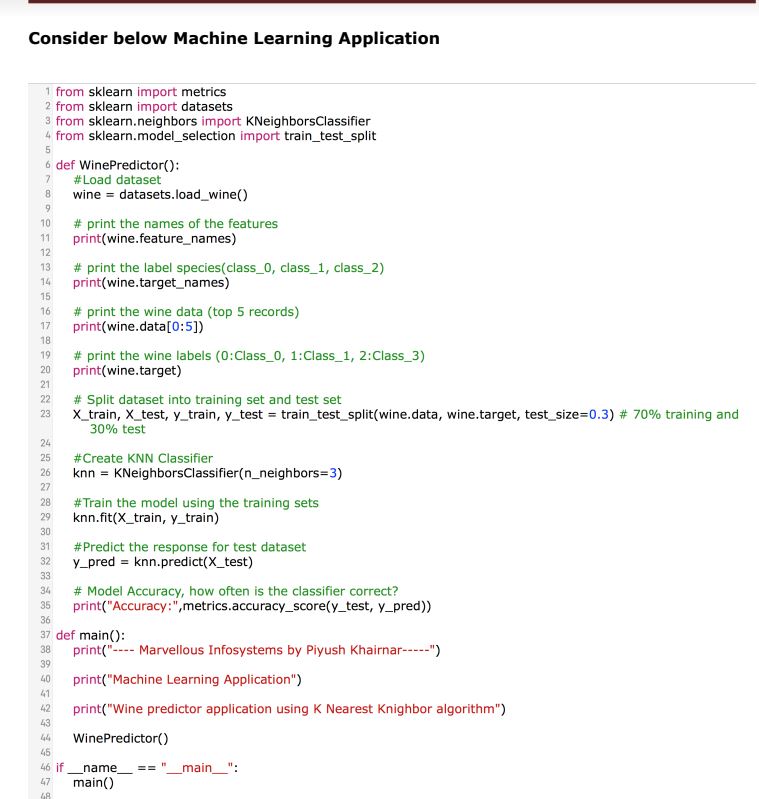 Consider below Machine Learning Application
1 from sklearn import metrics
2 from sklearn import datasets
3 from sklearn.neighbors import KNeighborsClassifier
4 from sklearn.model_selection import train_test_split
5
6 def WinePredictor():
7 #Load dataset
8 wine = datasets.load_wine()
9
10 # print the names of the features
11 print(wine.feature_names)
12
13 # print the label species(class_0, class_1, class_2)
14 print(wine.target_names)
15
16 # print the wine data (top 5 records)
17 print(wine.data[0:5])
18
19 # print the wine labels (0:Class_0, 1:Class_1, 2:Class_3)
20 print(wine.target)
21
22 # Split dataset into training set and test set
23 X_train, X_test, y_train, y_test = train_test_split(wine.data, wine.target, test_size=0.3) # 70% training and
30% test
24
25 #Create KNN Classifier
26 knn = KNeighborsClassifier(n_neighbors=3)
27
28 #Train the model using the training sets
29 knn.fit(X_train, y_train)
30
31 #Predict the response for test dataset
32 y_pred = knn.predict(X_test)
33
34 # Model Accuracy, how often is the classifier correct?
35 print("Accuracy:",metrics.accuracy_score(y_test, y_pred))
36
37 def main():
38 print("---- Marvellous Infosystems by Piyush Khairnar-----")
39
40 print("Machine Learning Application")
41
42 print("Wine predictor application using K Nearest Knighbor algorithm")
43
44 WinePredictor()
45
46 if __name__ == "__main__":
47 main()
48